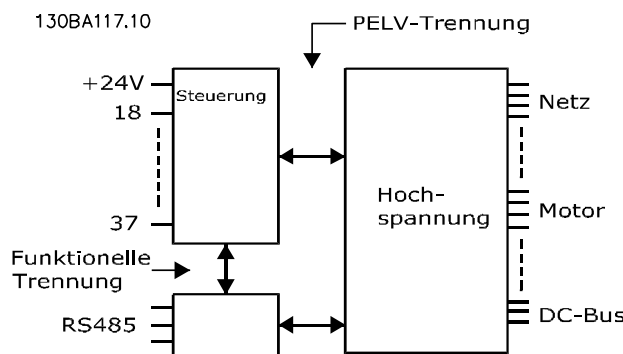 130BA117.10
PELV-Trennung
+24V
Steuerung
18
Netz
Hoch-
spannung
Motor
37
Funktionelle
Trennung
RS485
DC-Bus